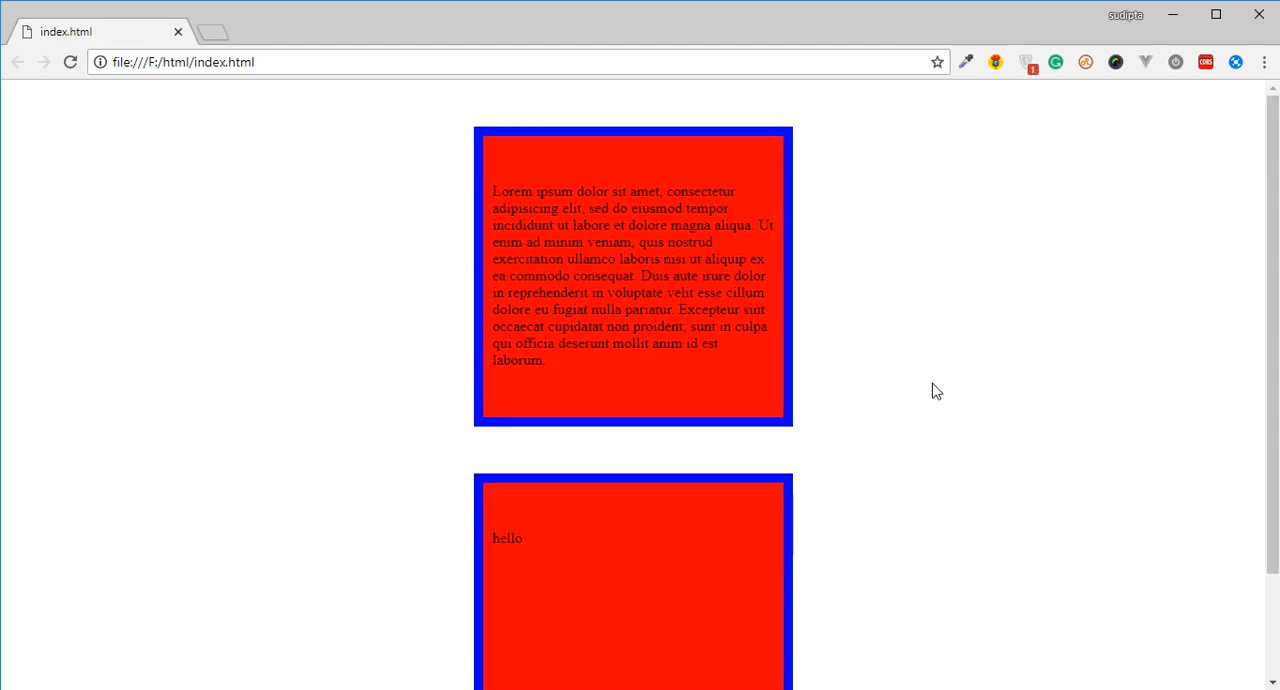 sudipta
index.html
file:///F:/html/index.html
1
CORS
Lorem ipsum dolor sit amet, consectetur
adipisicing elit, sed do eiusmod tempor
incididunt ut labore et dolore magna aliqua. Ut
enim ad minim veniam, quis nostrud
exercitation ullamco laboris nisi ut aliquip ex
ea commodo consequat. Duis aute irure dolor
in reprehenderit in voluptate velit esse cillum
dolore eu fugiat nulla pariatur. Excepteur sint
occaecat cupidatat non proident, sunt in culpa
qui officia deserunt mollit anim id est
laborum.
hello